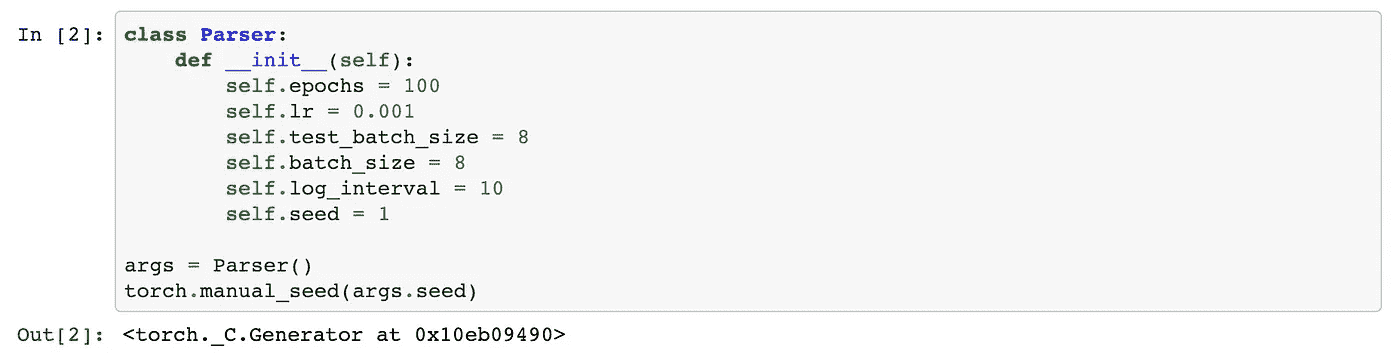 In [2]: class Parser:
    def __init__(self):
        self.epochs = 100
        self.lr = 0.001
        self.test_batch_size = 8
        self.batch_size = 8
        self.log_interval = 10
        self.seed = 1

args = Parser()
torch.manual_seed(args.seed)
Out[2]: <torch._C.Generator at 0x10eb09490>